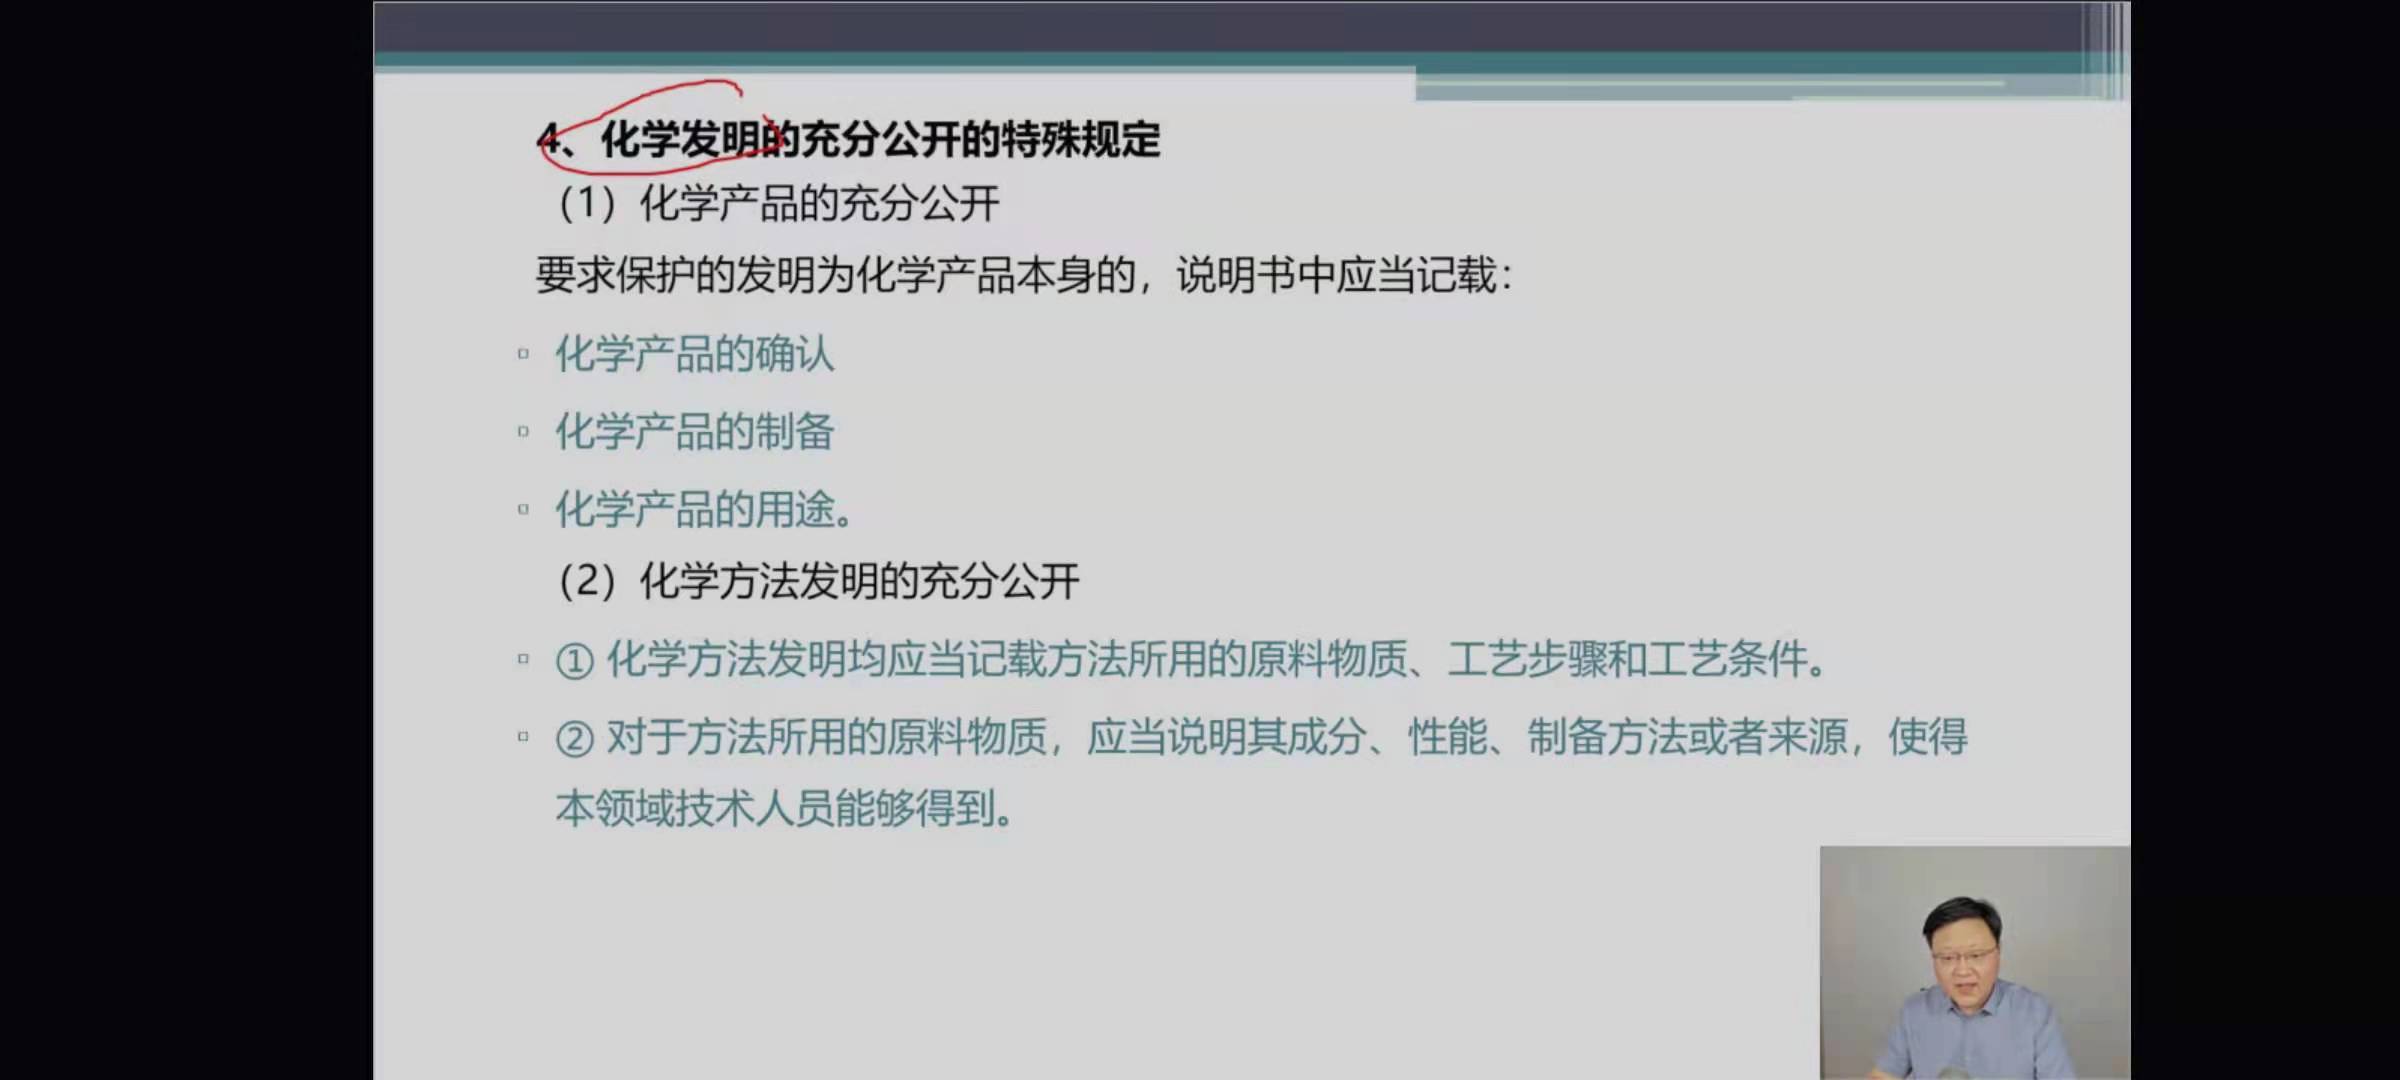 4、化学发明的充分公开的特殊规定
（1）化学产品的充分公开
要求保护的发明为化学产品本身的，说明书中应当记载：
化学产品的确认
化学产品的制备
化学产品的用途。
（2）化学方法发明的充分公开
① 化学方法发明均应当记载方法所用的原料物质、工艺步骤和工艺条件。
② 对于方法所用的原料物质，应当说明其成分、性能、制备方法或者来源，使得
本领域技术人员能够得到。